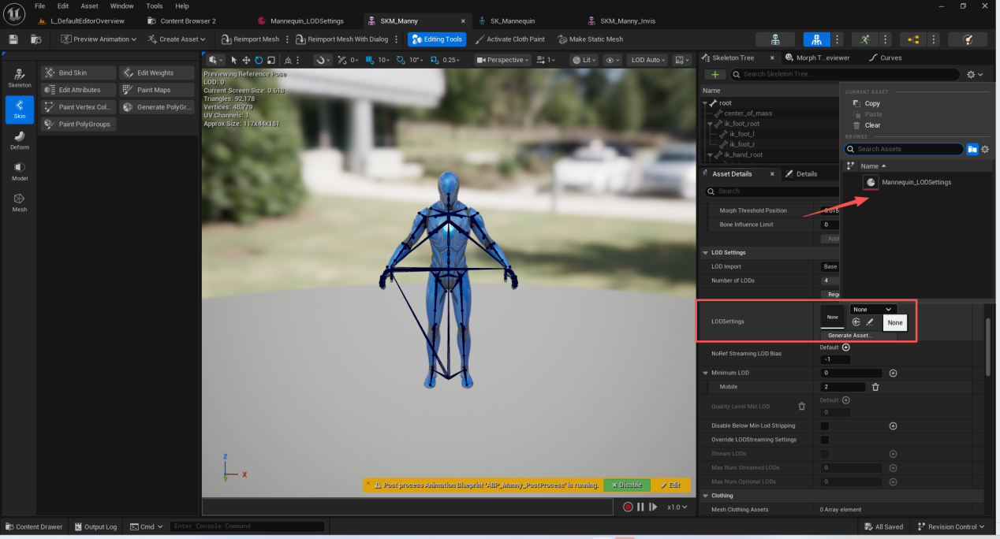 File Edit Asset Window Tools Help
L_DefaultEditorOverview Content Browser 2 Mannequin_LODSettings SKM_Manny SK_Mannequin SKM_Manny_Invis
Preview Animation Create Asset Reimport Mesh Reimport Mesh With Dialog Editing Tools Activate Cloth Paint Make Static Mesh
Skeleton
Skin
Deform
Model
Mesh
Bind Skin Edit Weights
Edit Attributes Paint Maps
Paint Vertex Col... Generate PolyGr...
Paint PolyGroups
10° 10° 0.25 Perspective 1 Lit LOD Auto
Previewing Reference Pose
LOD: 0
Current Screen Size: 0.618
Triangles: 92,178
Vertices: 48,779
UV Channels: 1
Approx Size: 117x44x181
Z
X
Y
Post process Animation Blueprint 'ABP_Manny_PostProcess' is running. Disable Edit
x1.0
Skeleton Tree Morph T...eviewer Curves
Search Skeleton Tree...
Name
root
center_of_mass
ik_foot_root
ik_foot_l
ik_foot_r
ik_hand_root
CURRENT ASSET
Copy
Paste
Clear
BROWSE
Search Assets
Name
Mannequin_LODSettings
Asset Details Details
Search
Morph Threshold Position 0.015
Bone Influence Limit 0
Appl
LOD Settings
LOD Import Base
Number of LODs 4
Reg
LODSettings None None
None
Generate Asset...
NoRef Streaming LOD Bias Default
-1
Minimum LOD 0
Mobile 2
Quality Level Min LOD Default
0
Disable Below Min Lod Stripping
Override LODStreaming Settings
Stream LODs
Max Num Streamed LODs 0
Max Num Optional LODs 0
Clothing
Mesh Clothing Assets 0 Array element
Content Drawer Output Log Cmd Enter Console Command All Saved Revision Control